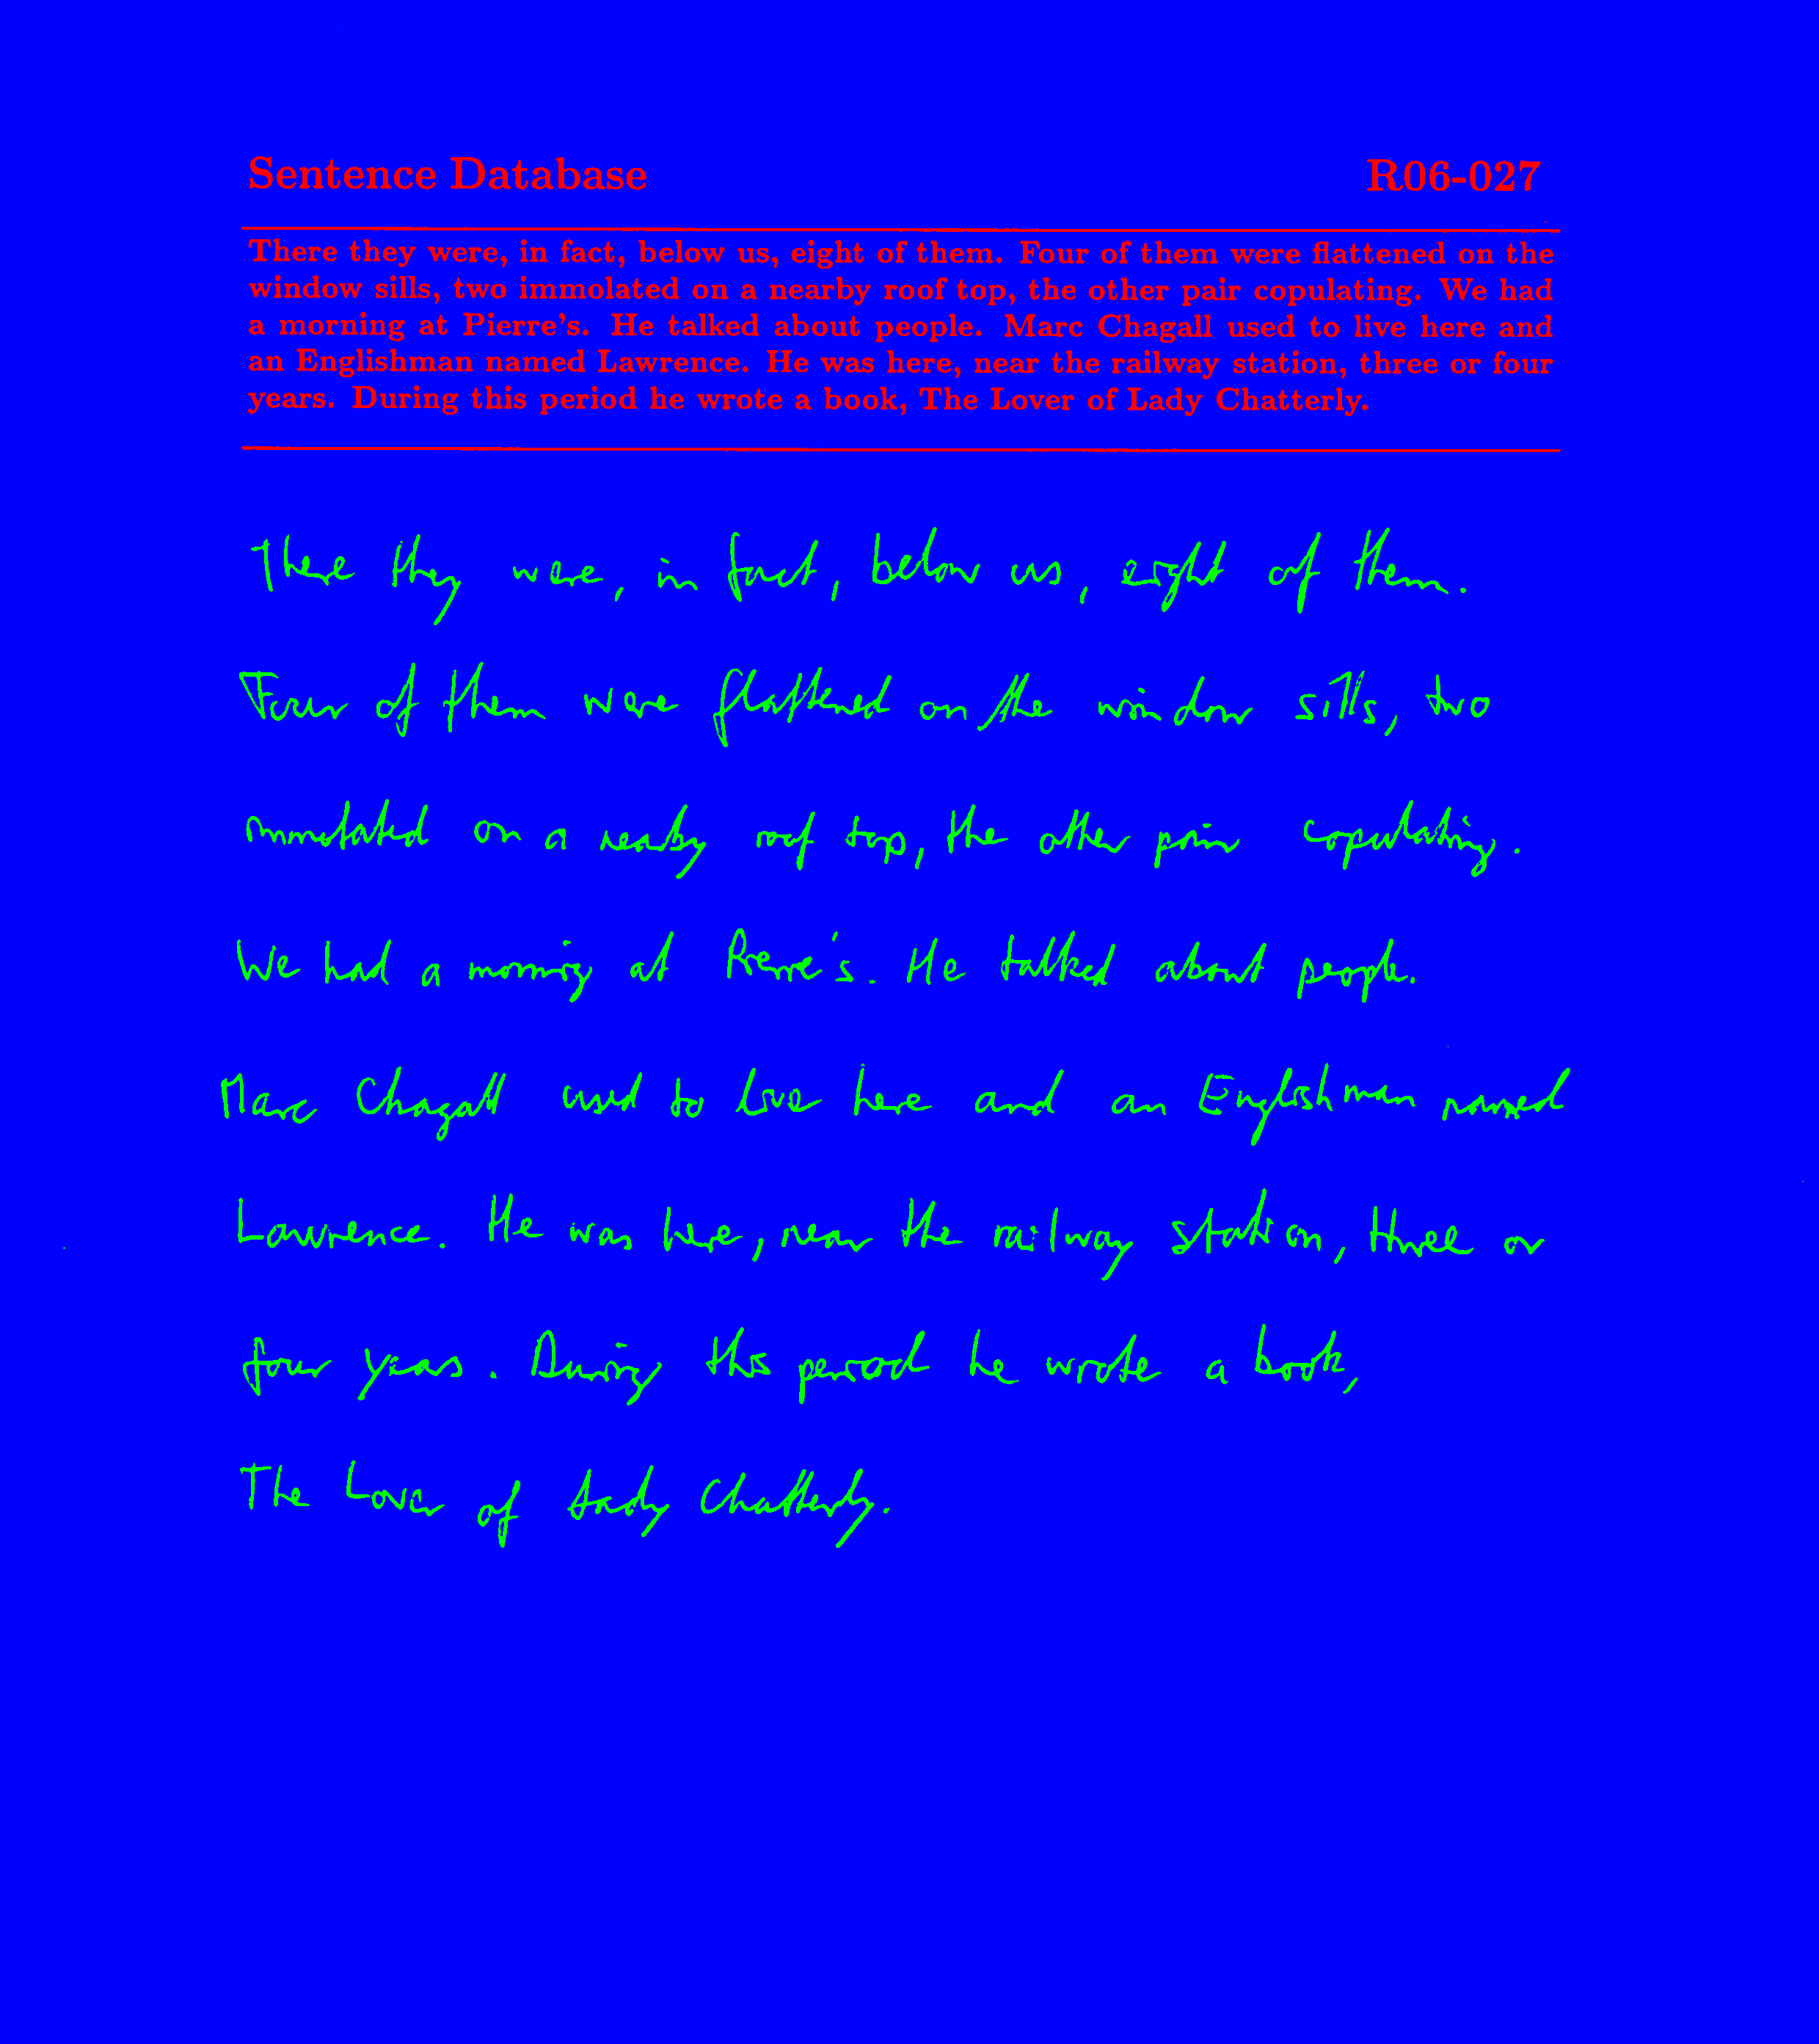 Sentence Database R06-027
There they were, in fact, below us, eight of them. Four of them were flattened on the
window sills, two immolated on a nearby roof top, the other pair copulating. We had
a morning at Pierre's. He talked about people. Marc Chagall used to live here and
an Englishman named Lawrence. He was here, near the railway station, three or four
years. During this period he wrote a book, The Lover of Lady Chatterly.
There they were, in fact, below us, eight of them.
Four of them were flattened on the window sills, two
immolated on a nearby roof top, the other pair copulating.
We had a morning at Pierre's. He talked about people.
Marc Chagall used to live here and an Englishman named
Lawrence. He was here, near the railway station, three or
four years. During this period he wrote a book,
The Lover of Lady Chatterly.